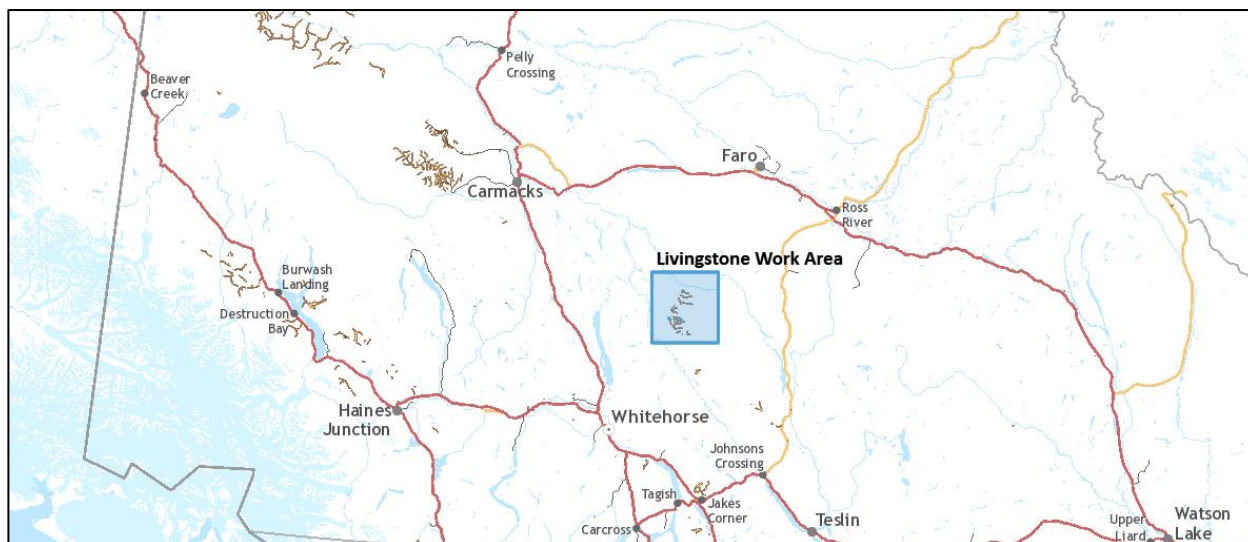 Pelly
Crossing
Beaver
Creek
Faro
Carmacks
Ross
River
Livingstone Work Area
Burwash
Landing
Destruction
Bay
Haines
Junction
Whitehorse
Johnsons
Crossing
Tagish
Jakes
Corner
Carcross
Teslin
Upper
Liard
Watson
Lake